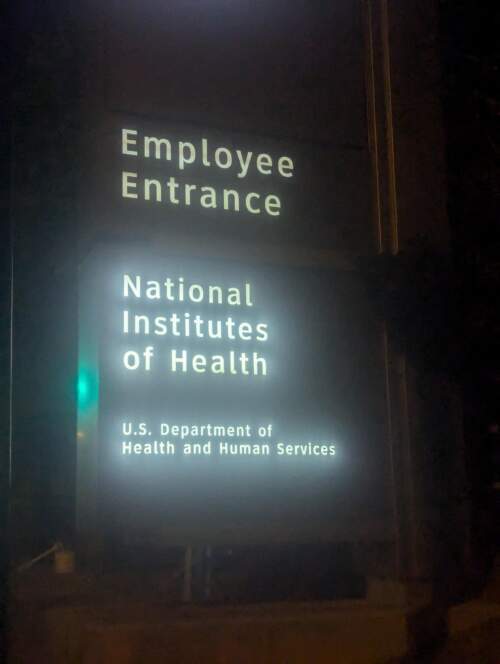 Employee
Entrance
National
Institutes
of Health
U.S. Department of
Health and Human Services